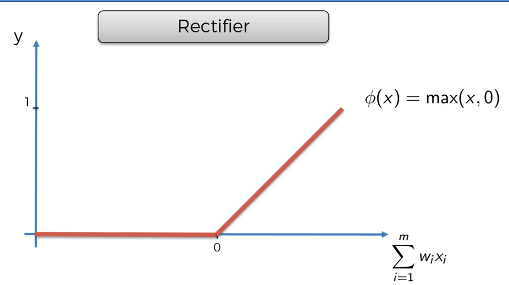 Rectifier
y
1
ϕ(x) = max(x, 0)
0
m
∑ wᵢxᵢ
i=1